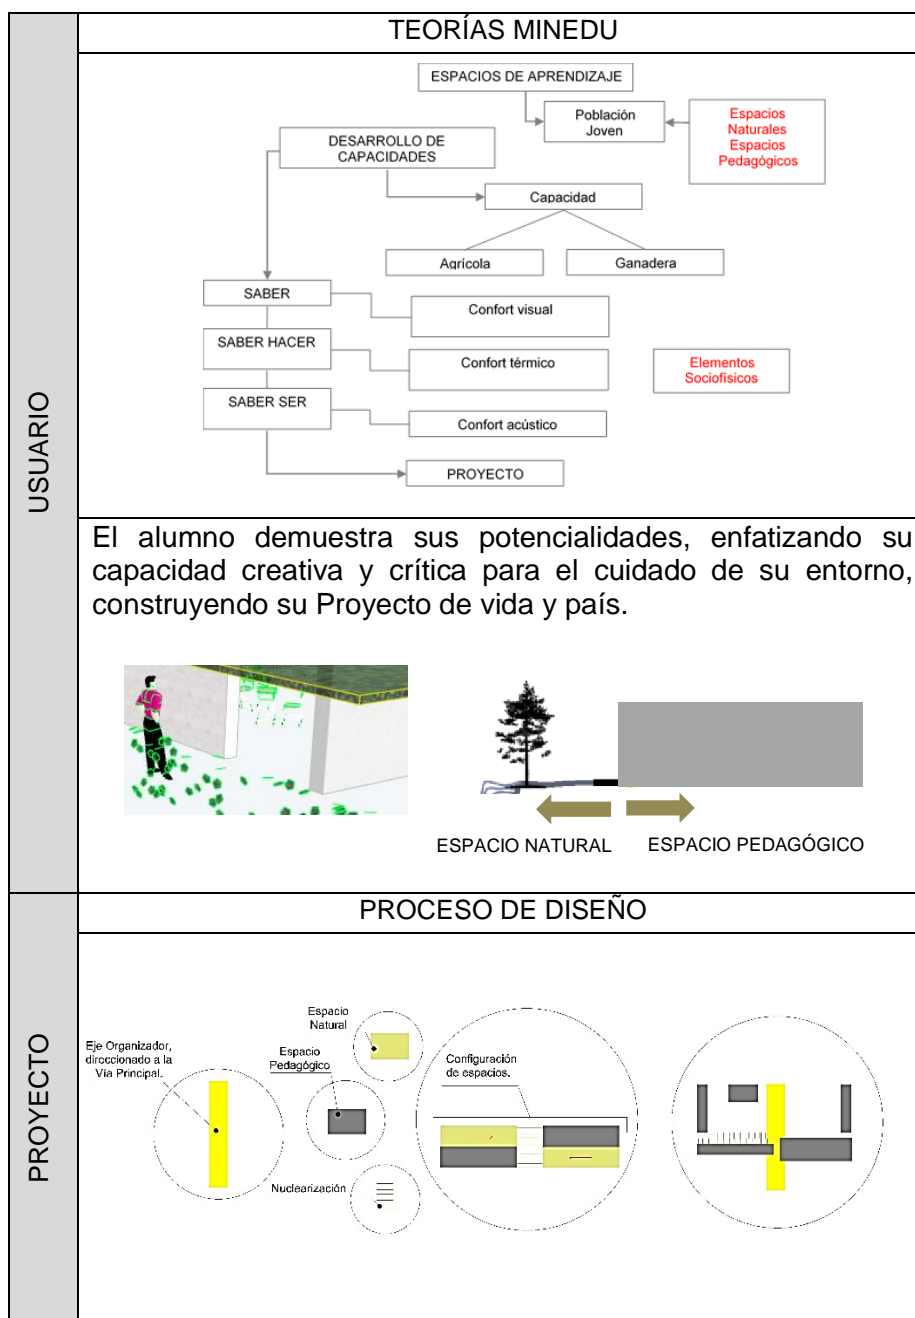 TEORÍAS MINEDU
ESPACIOS DE APRENDIZAJE
Población
Joven
Espacios
Naturales
Espacios
Pedagógicos
DESARROLLO DE
CAPACIDADES
Capacidad
Agrícola
Ganadera
SABER
Confort visual
SABER HACER
Confort térmico
Elementos
Sociofísicos
SABER SER
Confort acústico
PROYECTO
USUARIO
El alumno demuestra sus potencialidades, enfatizando su
capacidad creativa y crítica para el cuidado de su entorno,
construyendo su Proyecto de vida y país.
ESPACIO NATURAL
ESPACIO PEDAGÓGICO
PROYECTO
PROCESO DE DISEÑO
Eje Organizador,
direccionado a la
Vía Principal.
Espacio
Natural
Espacio
Pedagógico
Nuclearización
Configuración
de espacios.